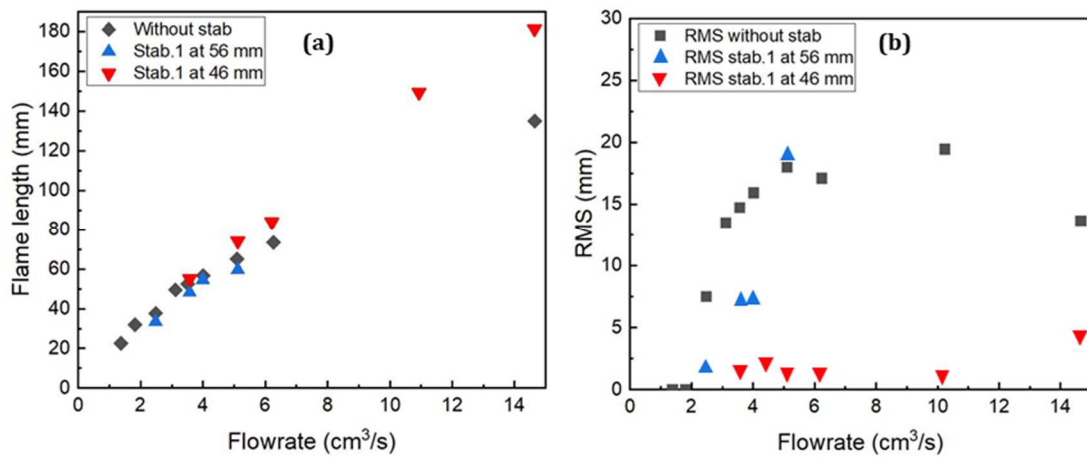 (a)
Without stab
Stab.1 at 56 mm
Stab.1 at 46 mm
Flame length (mm)
180
160
140
120
100
80
60
40
20
0
0 2 4 6 8 10 12 14
Flowrate (cm³/s)
(b)
RMS without stab
RMS stab.1 at 56 mm
RMS stab.1 at 46 mm
RMS (mm)
30
25
20
15
10
5
0
0 2 4 6 8 10 12 14
Flowrate (cm³/s)